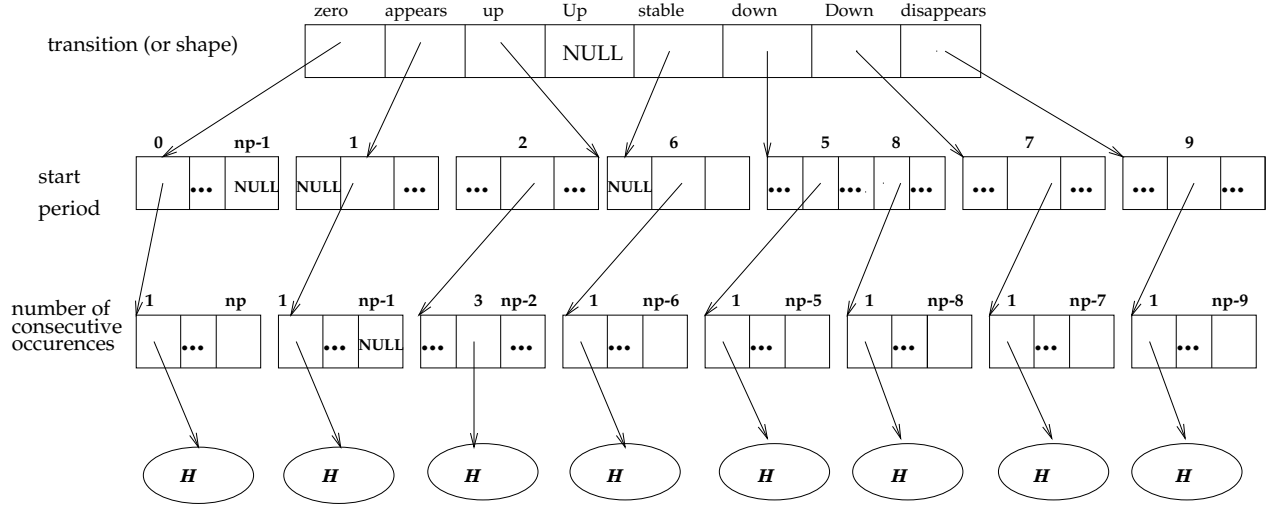 zero appears up Up stable down Down disappears
transition (or shape)
NULL
0 np-1 1 2 6 5 8 7 9
start
period
... NULL NULL ... ... ... NULL ... ... ... ... ... ... ...
number of
consecutive
occurences
1 np 1 np-1 3 np-2 1 np-6 1 np-5 1 np-8 1 np-7 1 np-9
... ... NULL ... ... ... ... ... ... ...
H H H H H H H H